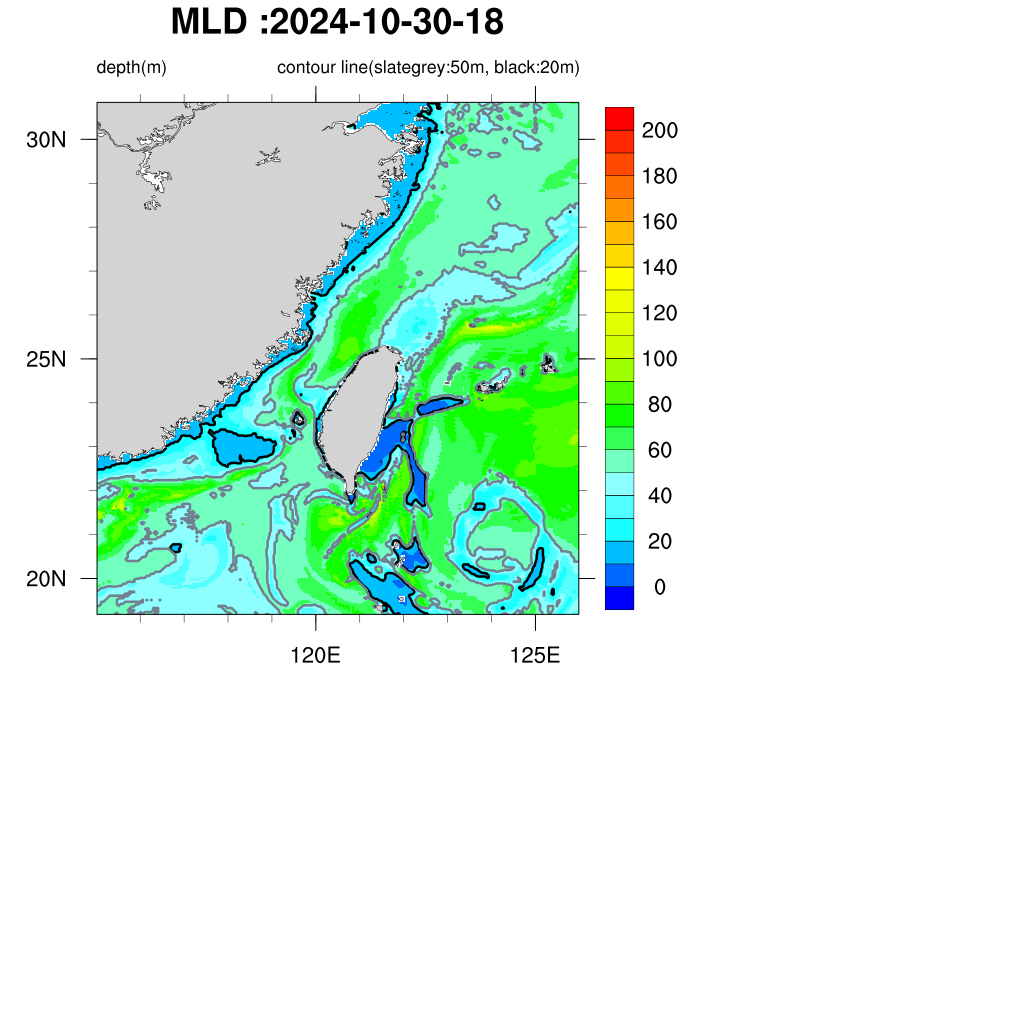 MLD :2024-10-30-18
depth(m)
contour line(slategrey:50m, black:20m)
30N
25N
20N
120E
125E
200
180
160
140
120
100
80
60
40
20
0